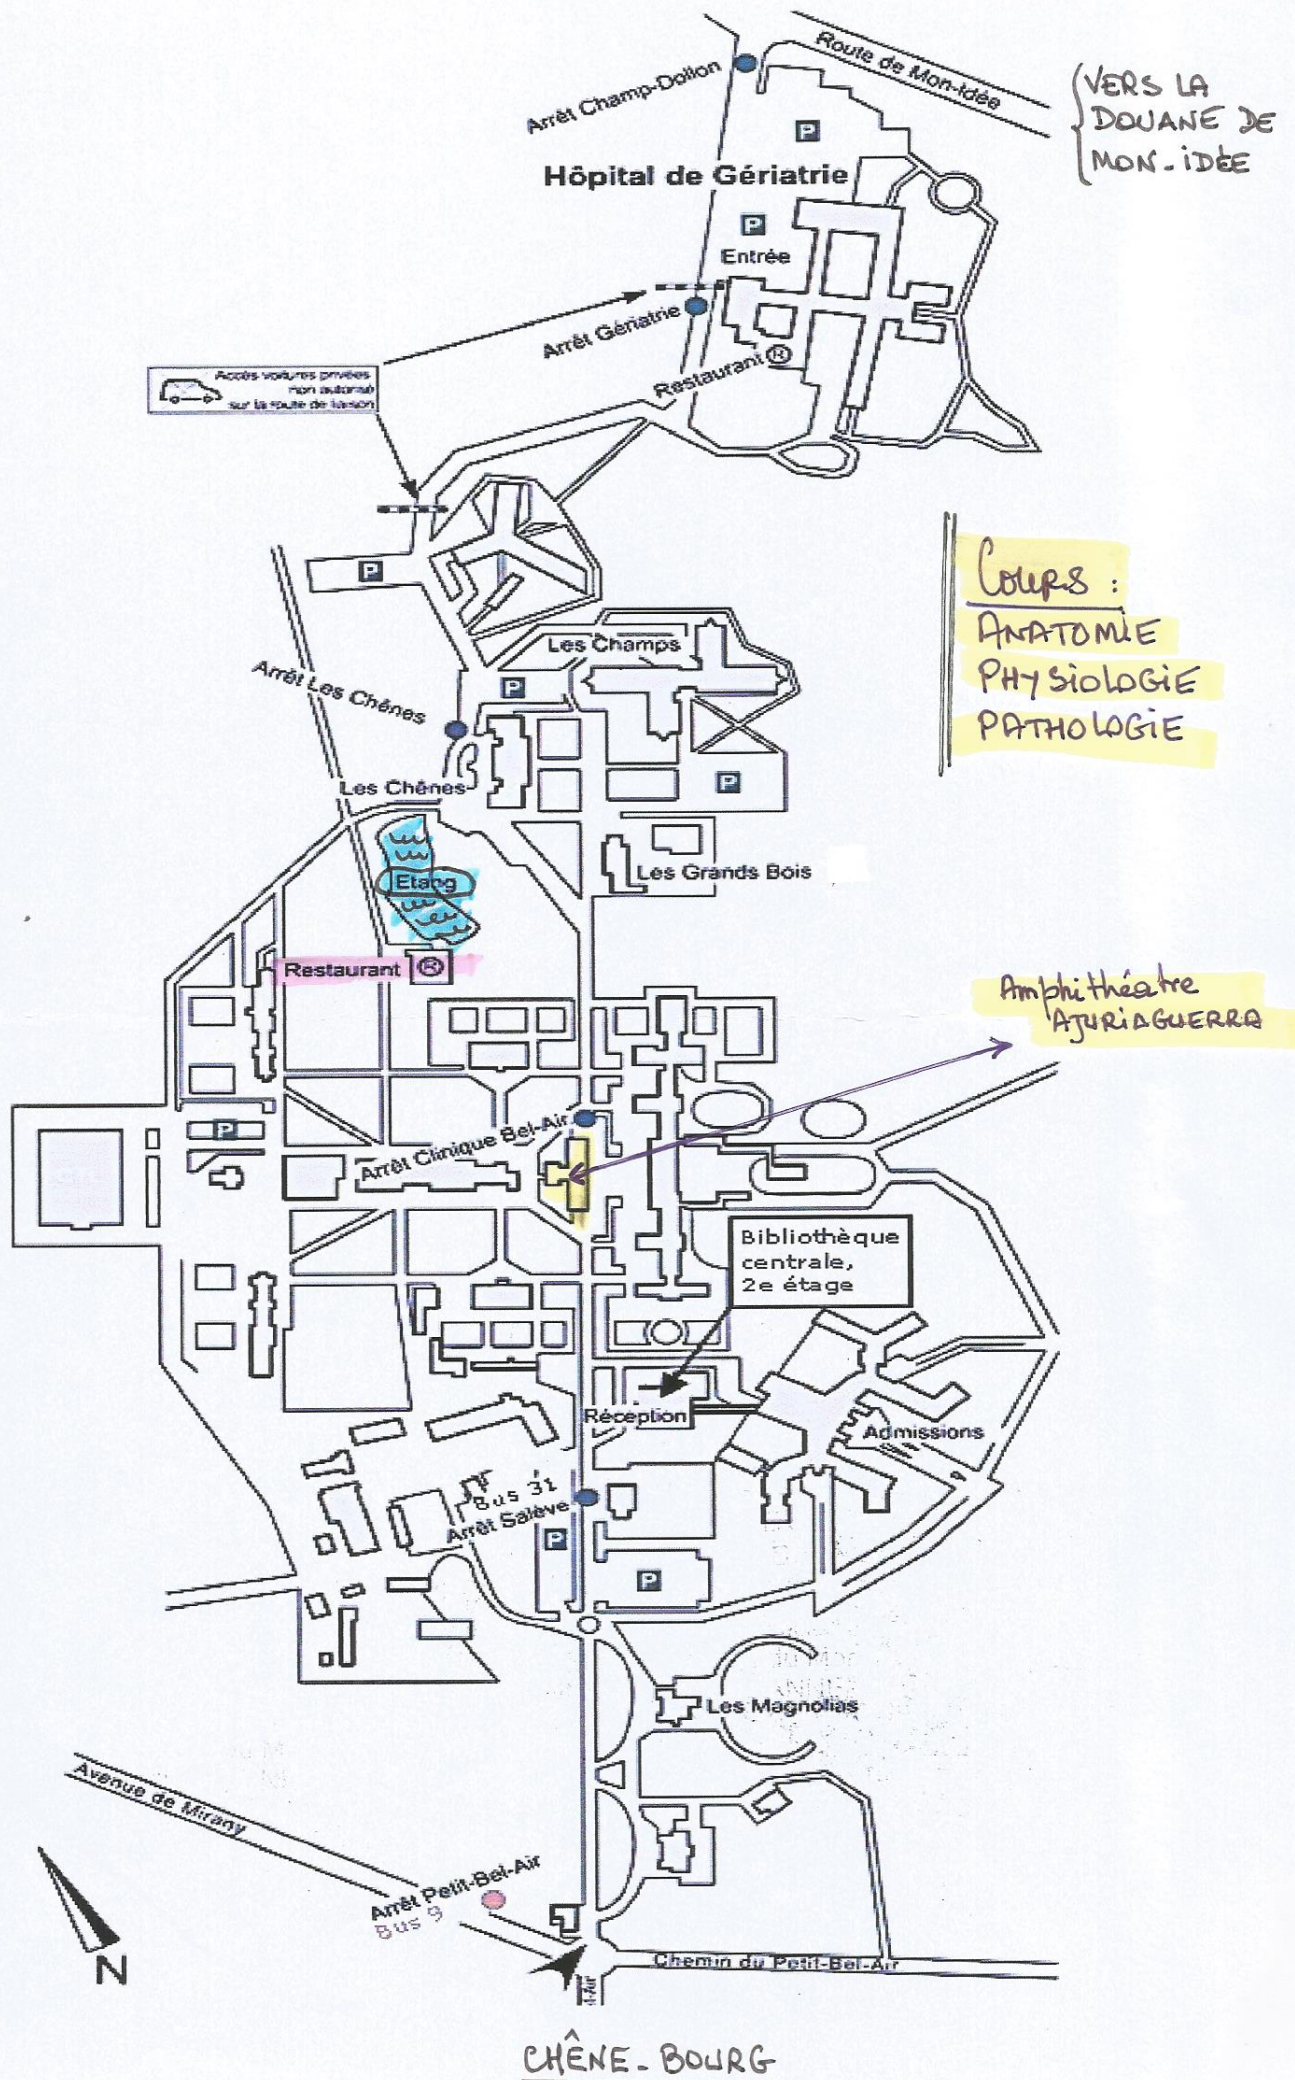 Route de Mon-Idée
Arrêt Champ-Dollon
VERS LA
DOUANE DE
MON-IDÉE
P
Hôpital de Gériatrie
P
Entrée
Arrêt Gériatrie
Restaurant R
Accès voitures privées
non autorisé
sur la route de liaison
P
Cours :
ANATOMIE
PHYSIOLOGIE
PATHOLOGIE
Les Champs
P
Arrêt Les Chênes
P
Les Chênes
Les Grands Bois
Etang
Restaurant R
Amphithéatre
AJURIAGUERRA
P
Arrêt Clinique Bel-Air
Bibliothèque
centrale,
2e étage
Réception
Admissions
Bus 31
Arrêt Salève
P
P
Les Magnolias
Avenue de Mirany
Arrêt Petit-Bel-Air
Bus 9
N
Chemin du Petit-Bel-Air
CHÊNE-BOURG